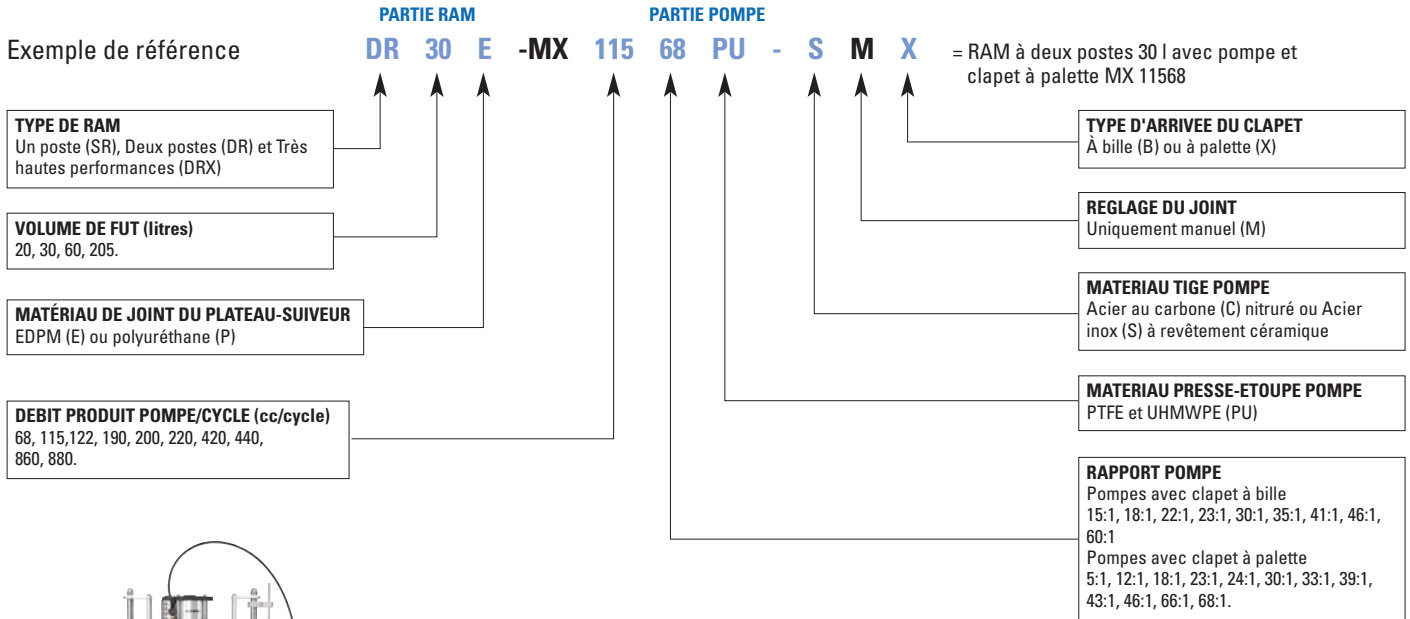 PARTIE RAM PARTIE POMPE
Exemple de référence DR 30 E -MX 115 68 PU - S M X = RAM à deux postes 30 l avec pompe et
clapet à palette MX 11568
TYPE DE RAM
Un poste (SR), Deux postes (DR) et Très
hautes performances (DRX)
VOLUME DE FUT (litres)
20, 30, 60, 205.
MATÉRIAU DE JOINT DU PLATEAU-SUIVEUR
EDPM (E) ou polyuréthane (P)
DEBIT PRODUIT POMPE/CYCLE (cc/cycle)
68, 115,122, 190, 200, 220, 420, 440,
860, 880.
TYPE D'ARRIVEE DU CLAPET
À bille (B) ou à palette (X)
REGLAGE DU JOINT
Uniquement manuel (M)
MATERIAU TIGE POMPE
Acier au carbone (C) nitruré ou Acier
inox (S) à revêtement céramique
MATERIAU PRESSE-ETOUPE POMPE
PTFE et UHMWPE (PU)
RAPPORT POMPE
Pompes avec clapet à bille
15:1, 18:1, 22:1, 23:1, 30:1, 35:1, 41:1, 46:1,
60:1
Pompes avec clapet à palette
5:1, 12:1, 18:1, 23:1, 24:1, 30:1, 33:1, 39:1,
43:1, 46:1, 66:1, 68:1.